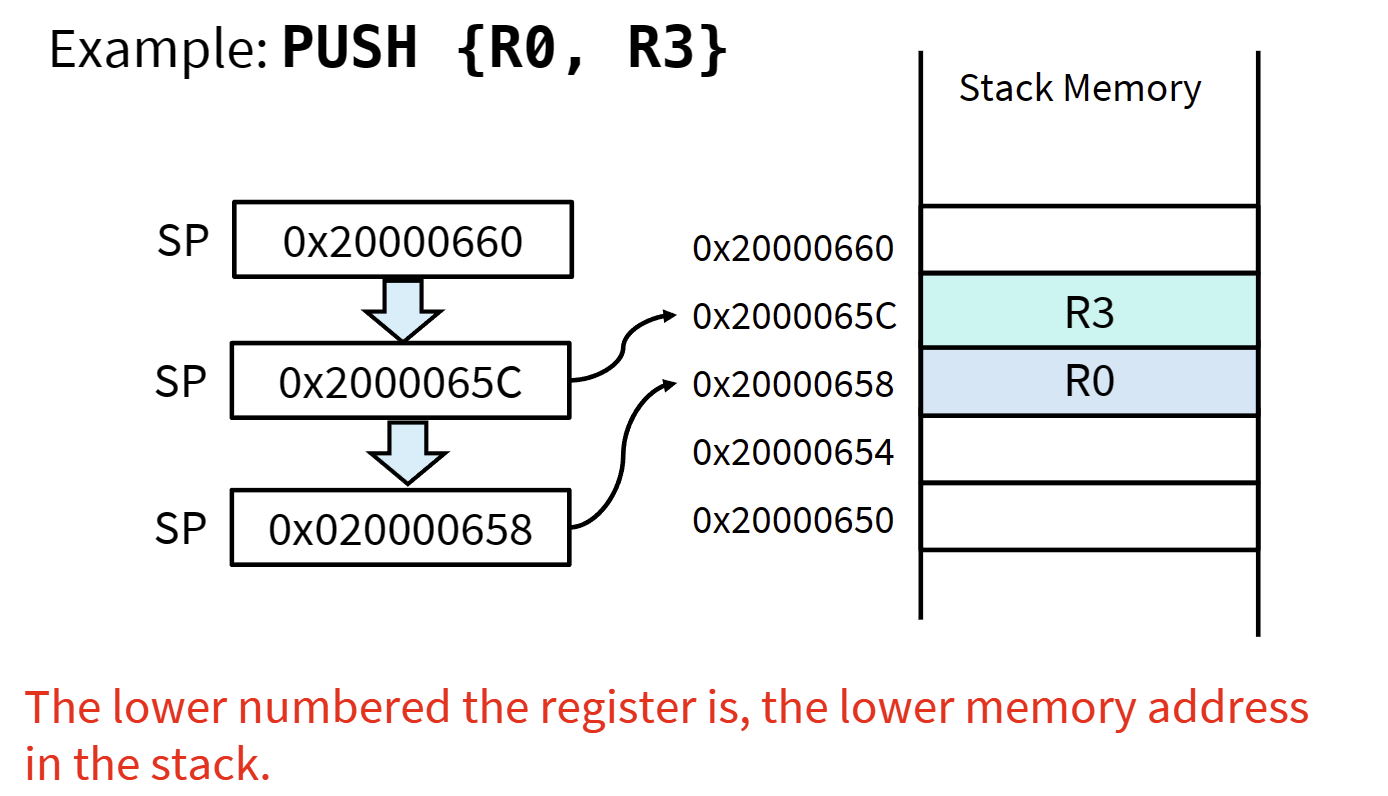 Example: PUSH {R0, R3}
Stack Memory
SP 0x20000660
0x20000660
0x2000065C R3
SP 0x2000065C
0x20000658 R0
0x20000654
SP 0x020000658
0x20000650
The lower numbered the register is, the lower memory address
in the stack.